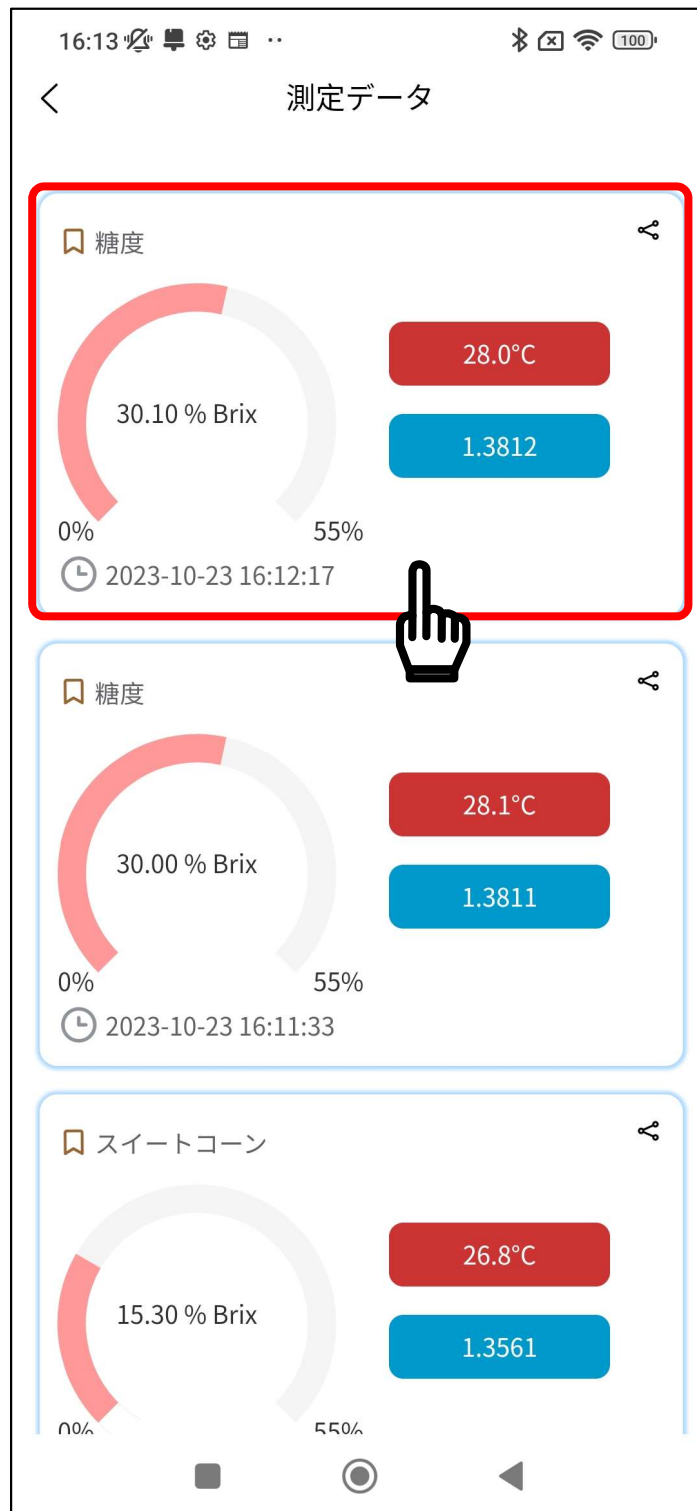 16:13
100
測定データ
糖度
28.0°C
30.10 % Brix
1.3812
0% 55%
2023-10-23 16:12:17
糖度
28.1°C
30.00 % Brix
1.3811
0% 55%
2023-10-23 16:11:33
スイートコーン
26.8°C
15.30 % Brix
1.3561
0% 55%